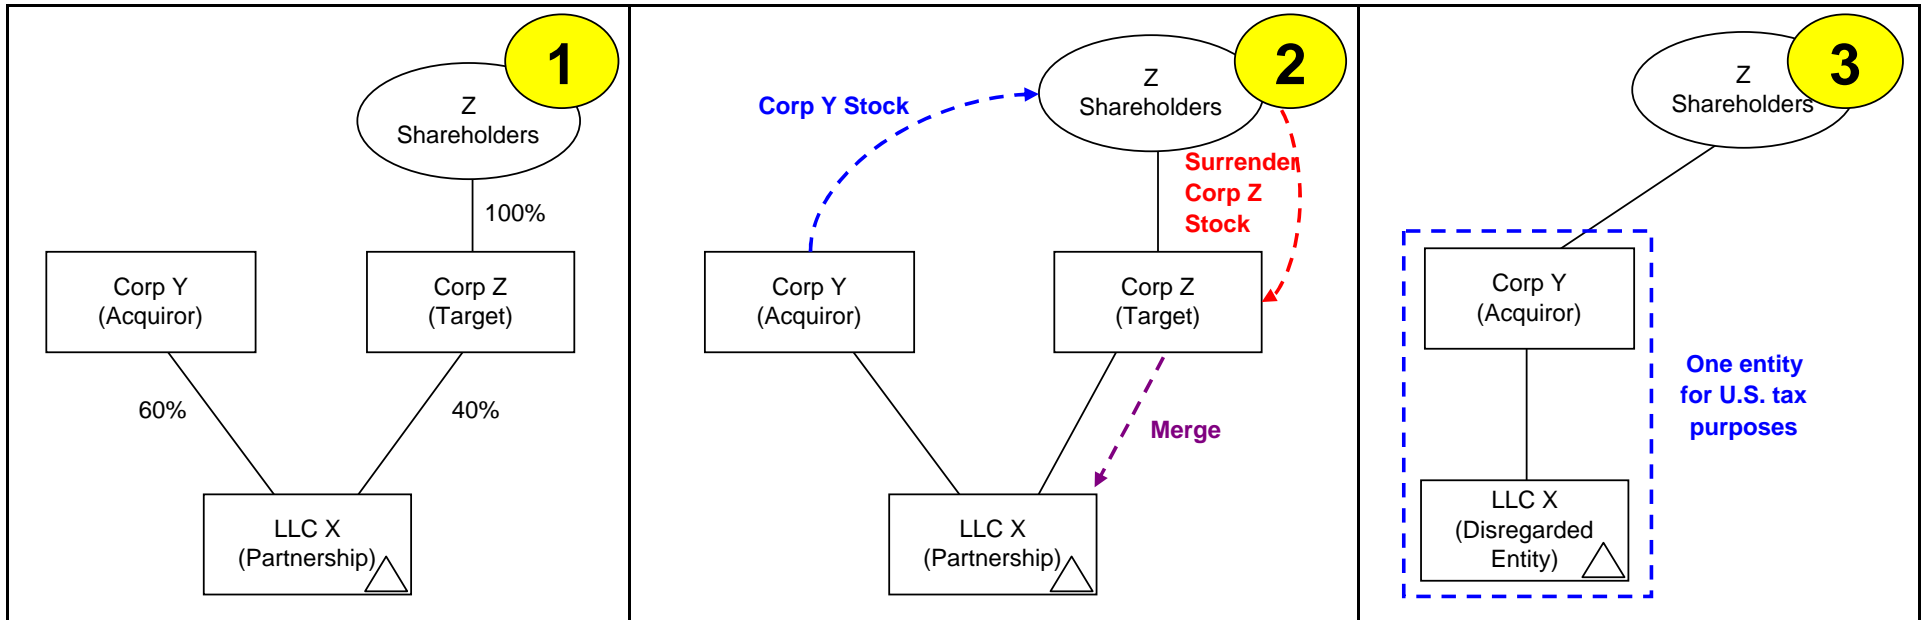 1
Z
Shareholders
100%
Corp Y
(Acquiror)
Corp Z
(Target)
60%
40%
LLC X
(Partnership)
2
Z
Shareholders
Corp Y Stock
Surrender
Corp Z
Stock
Corp Y
(Acquiror)
Corp Z
(Target)
Merge
LLC X
(Partnership)
3
Z
Shareholders
Corp Y
(Acquiror)
One entity
for U.S. tax
purposes
LLC X
(Disregarded
Entity)